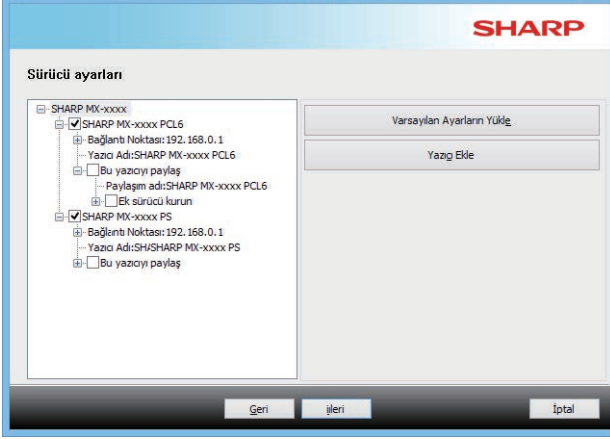 SHARP
Sürücü ayarları
SHARP MX-xxxx
SHARP MX-xxxx PCL6
Bağlantı Noktası:192.168.0.1
Yazıcı Adı:SHARP MX-xxxx PCL6
Bu yazıcıyı paylaş
Paylaşım adı:SHARP MX-xxxx PCL6
Ek sürücü kurun
SHARP MX-xxxx PS
Bağlantı Noktası:192.168.0.1
Yazıcı Adı:SH/SHARP MX-xxxx PS
Bu yazıcıyı paylaş
Varsayılan Ayarların Yükle
Yazıg Ekle
Geri
iileri
İptal